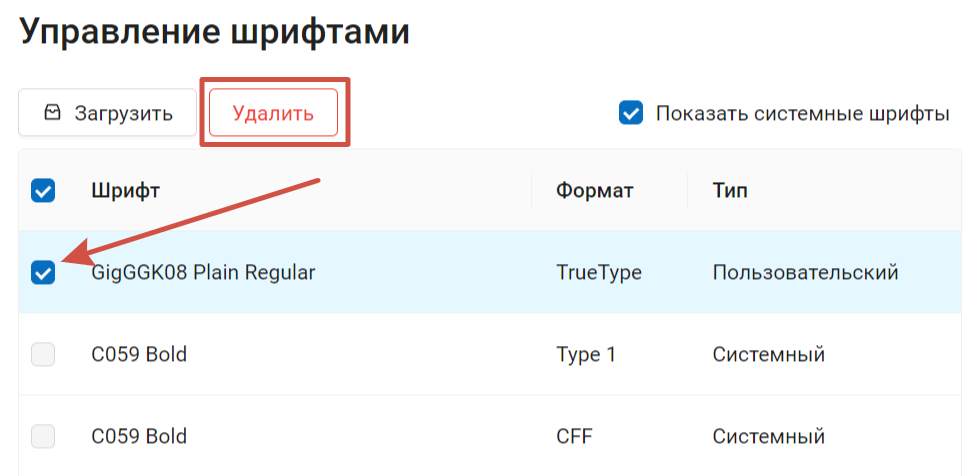 Управление шрифтами
Загрузить Удалить Показать системные шрифты
Шрифт Формат Тип
GigGGK08 Plain Regular TrueType Пользовательский
C059 Bold Type 1 Системный
C059 Bold CFF Системный